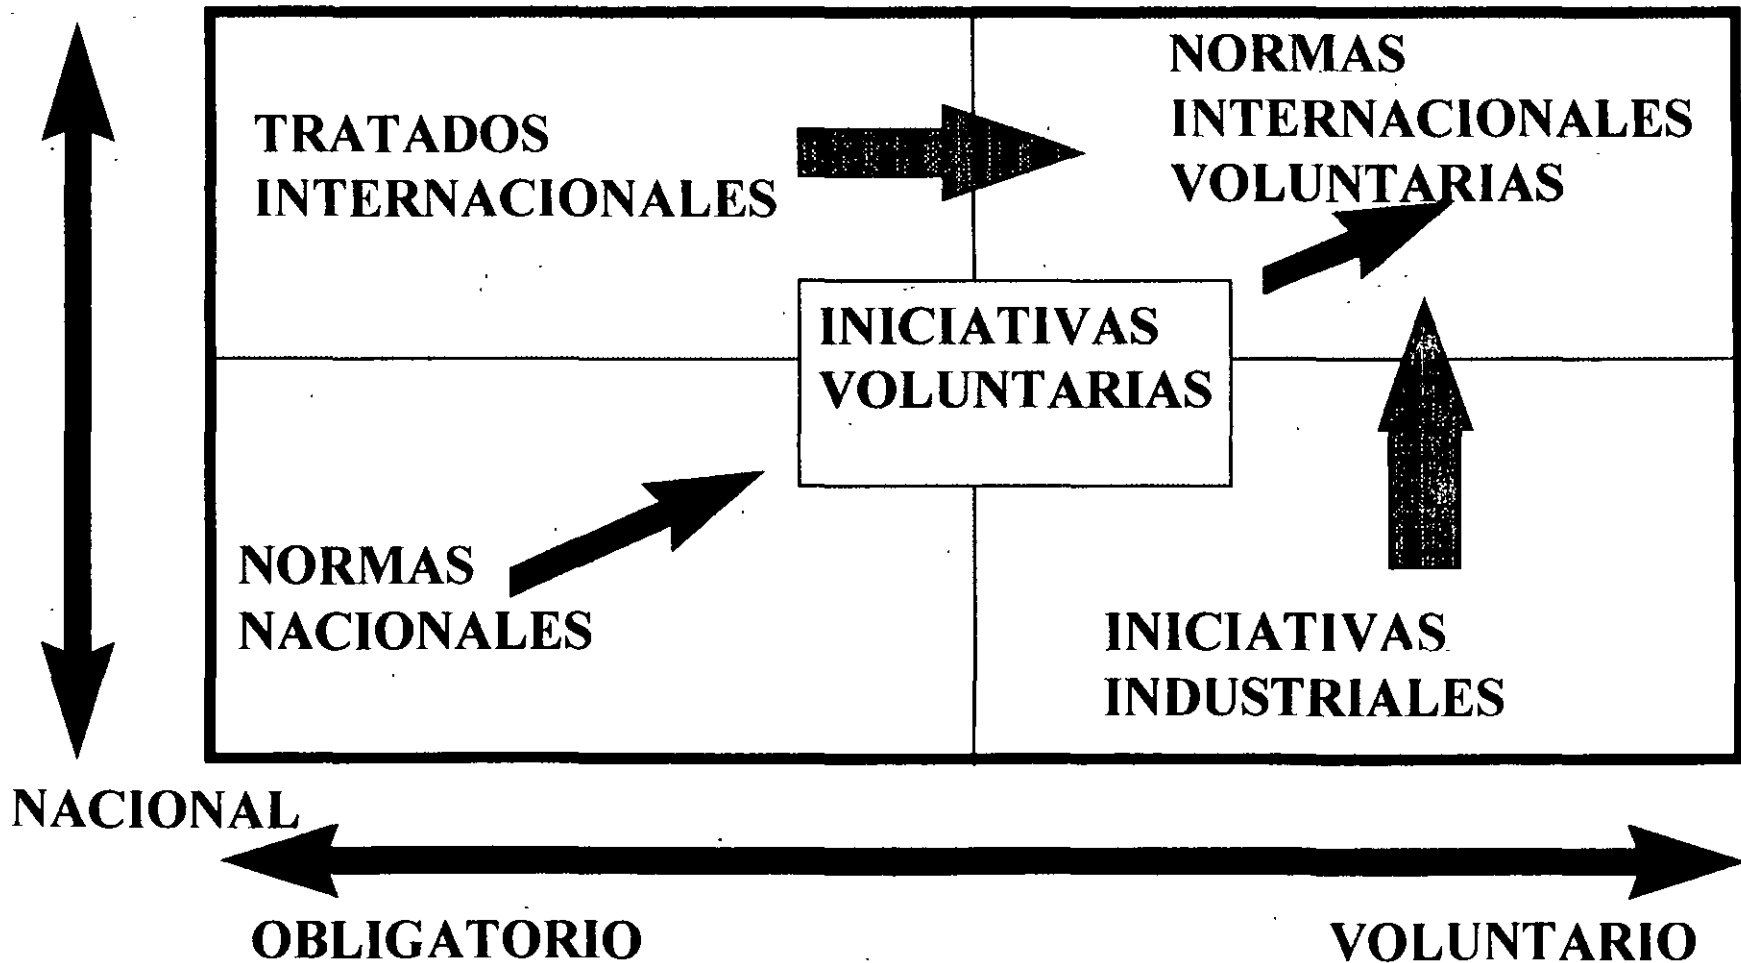 TRATADOS
INTERNACIONALES
NORMAS
INTERNACIONALES
VOLUNTARIAS
INICIATIVAS
VOLUNTARIAS
NORMAS
NACIONALES
INICIATIVAS
INDUSTRIALES
NACIONAL
OBLIGATORIO
VOLUNTARIO